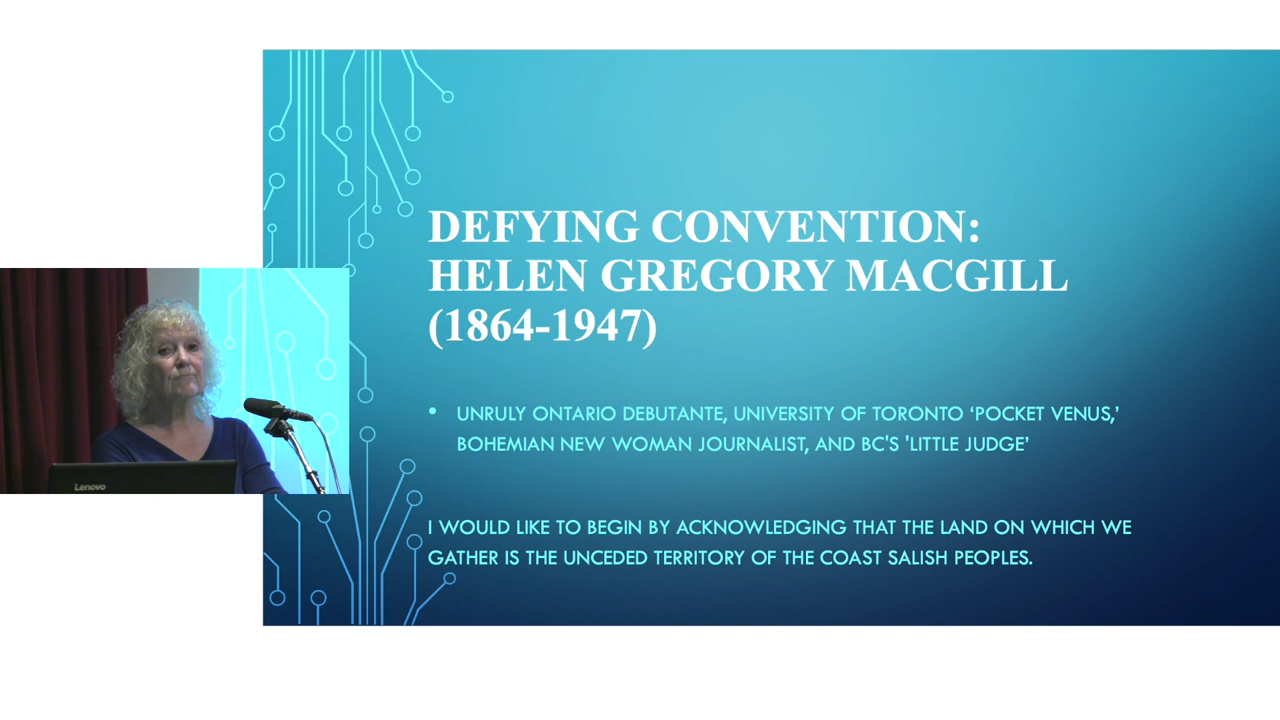 DEFYING CONVENTION:
HELEN GREGORY MACGILL
(1864-1947)
• UNRULY ONTARIO DEBUTANTE, UNIVERSITY OF TORONTO ‘POCKET VENUS,’
BOHEMIAN NEW WOMAN JOURNALIST, AND BC'S 'LITTLE JUDGE’
I WOULD LIKE TO BEGIN BY ACKNOWLEDGING THAT THE LAND ON WHICH WE
GATHER IS THE UNCEDED TERRITORY OF THE COAST SALISH PEOPLES.
Lenovo